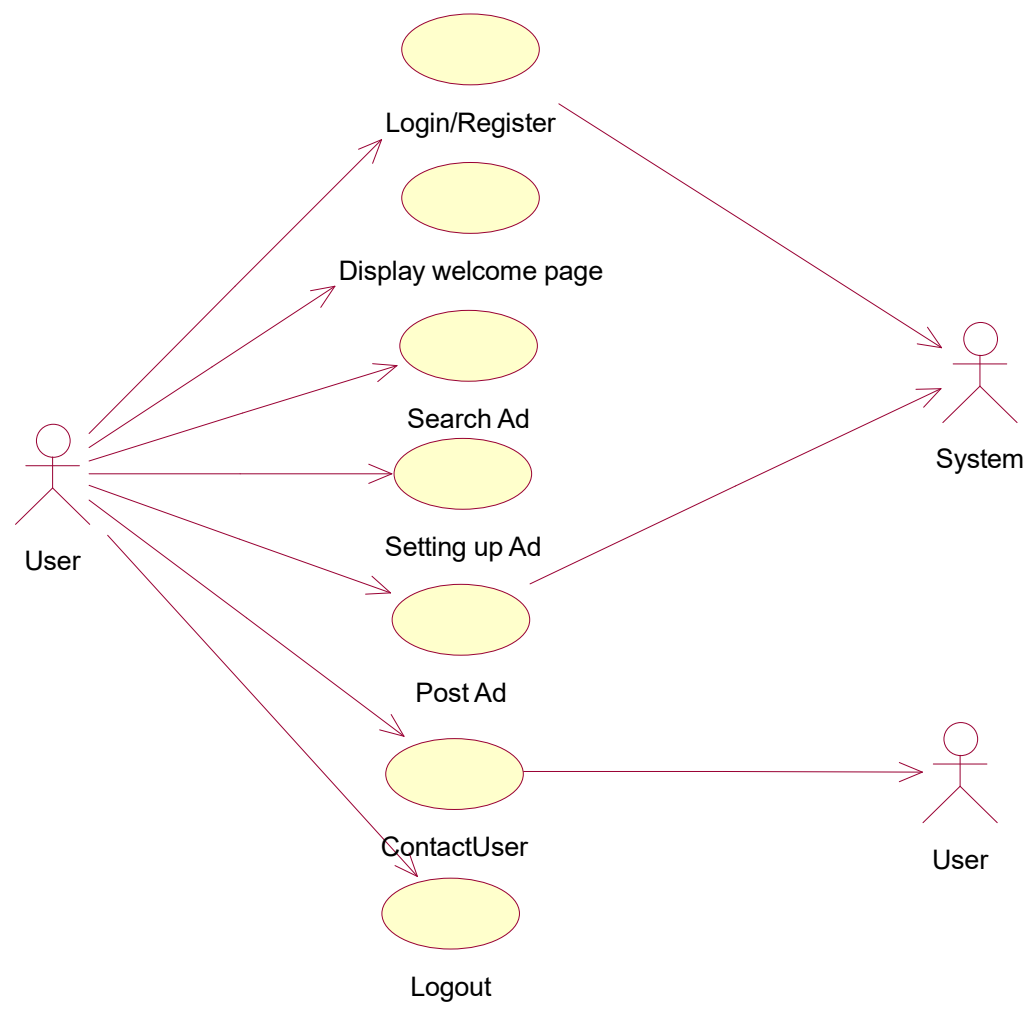 Login/Register
Display welcome page
Search Ad
System
Setting up Ad
User
Post Ad
ContactUser
User
Logout